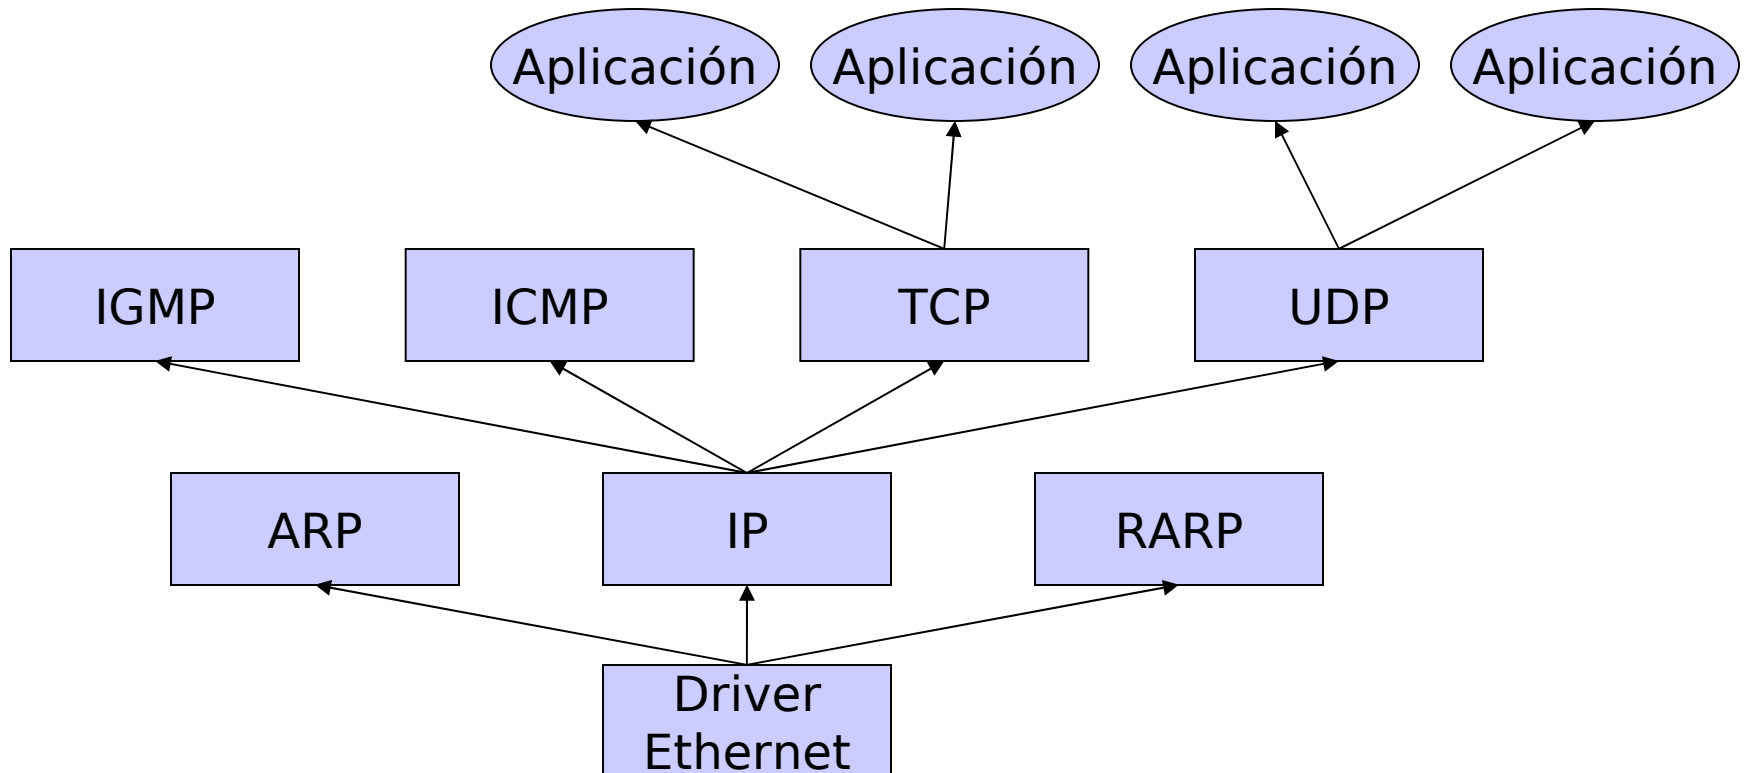 Aplicación
Aplicación
Aplicación
Aplicación
IGMP
ICMP
TCP
UDP
ARP
IP
RARP
Driver
Ethernet